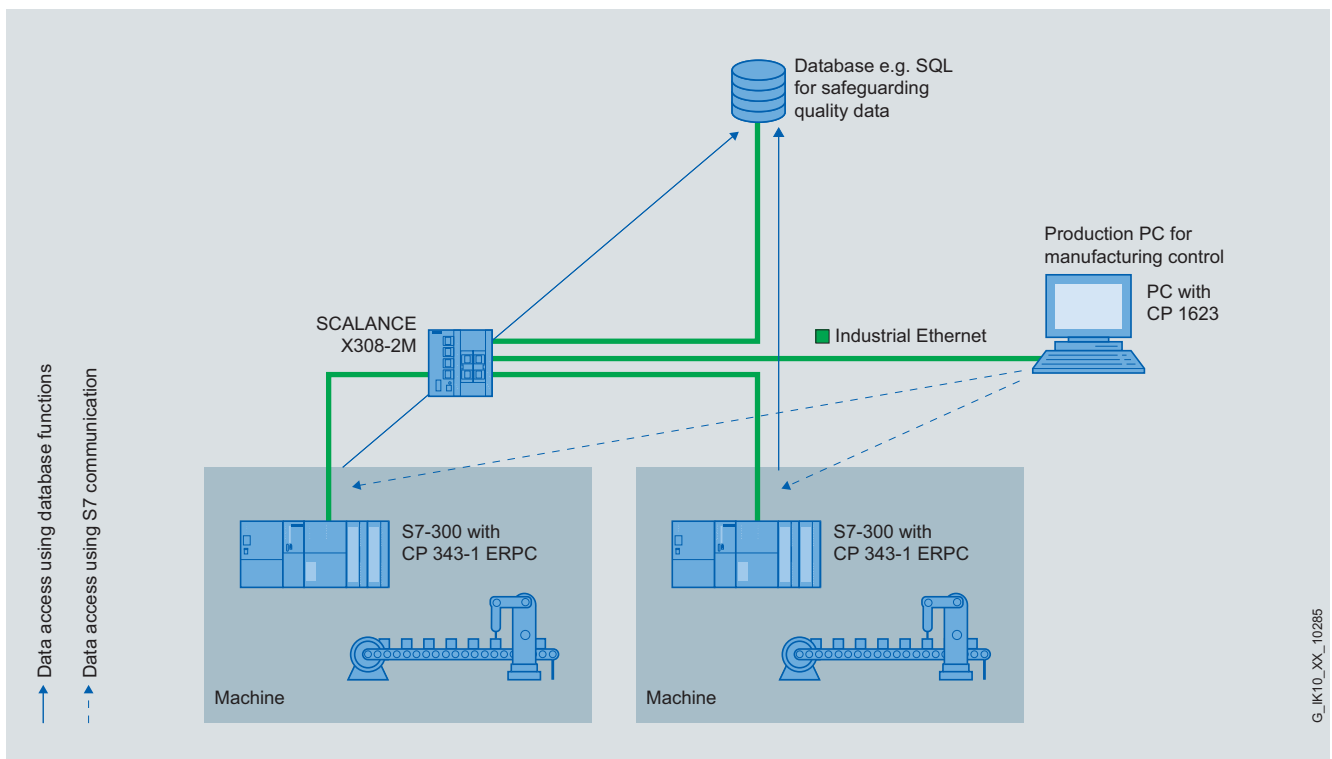 Database e.g. SQL
for safeguarding
quality data
Production PC for
manufacturing control
PC with
CP 1623
SCALANCE
X308-2M
Industrial Ethernet
Data access using database functions
Data access using S7 communication
S7-300 with
CP 343-1 ERPC
Machine
S7-300 with
CP 343-1 ERPC
Machine
G_IK10_XX_10285